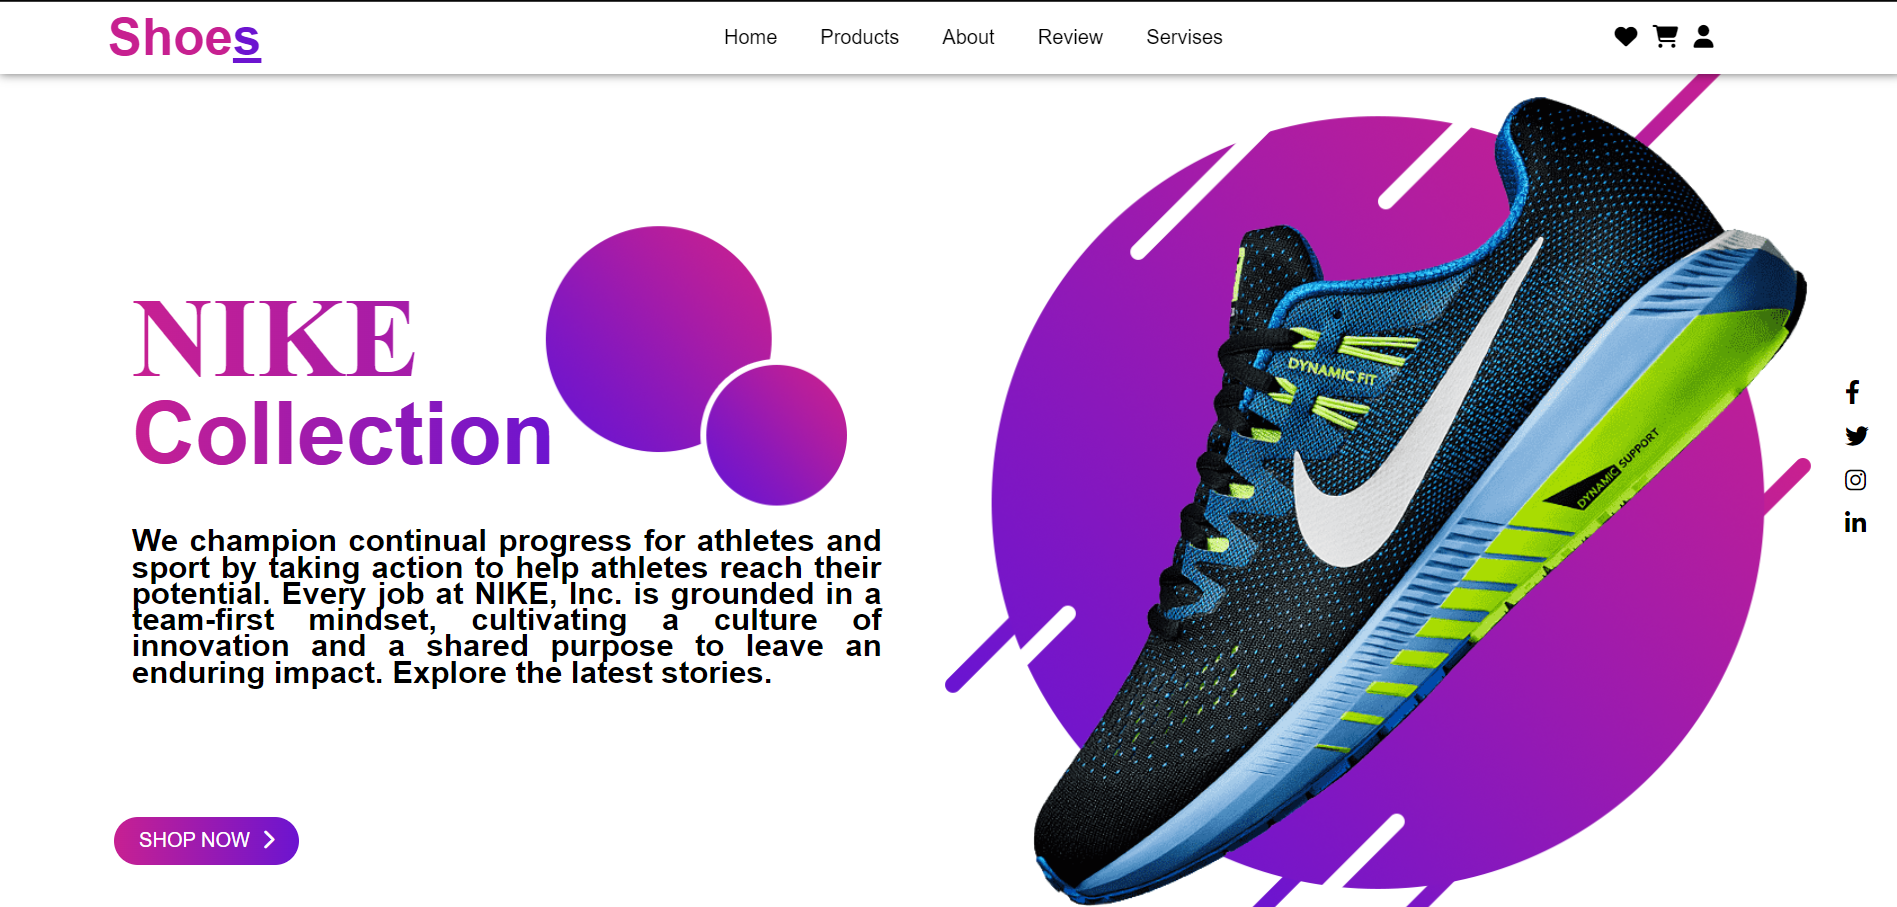 Shoes
Home Products About Review Servises
NIKE
Collection
We champion continual progress for athletes and
sport by taking action to help athletes reach their
potential. Every job at NIKE, Inc. is grounded in a
team-first mindset, cultivating a culture of
innovation and a shared purpose to leave an
enduring impact. Explore the latest stories.
SHOP NOW
DYNAMIC FIT
DYNAMIC SUPPORT